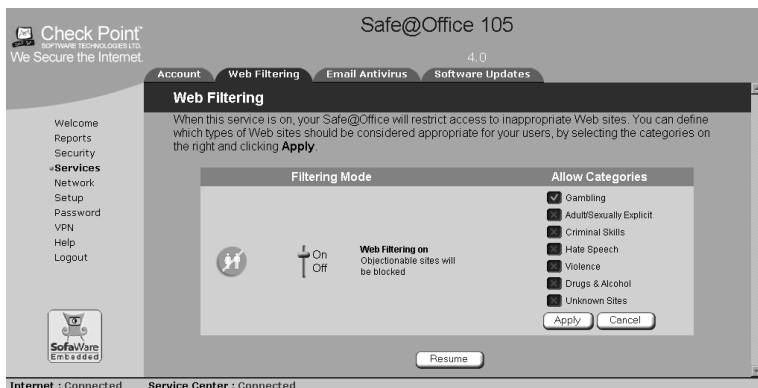 Check Point™
SOFTWARE TECHNOLOGIES LTD.
We Secure the Internet.
Safe@Office 105
4.0
Account
Web Filtering
Email Antivirus
Software Updates
Web Filtering
Welcome
Reports
Security
Services
Network
Setup
Password
VPN
Help
Logout
When this service is on, your Safe@Office will restrict access to inappropriate Web sites. You can define
which types of Web sites should be considered appropriate for your users, by selecting the categories on
the right and clicking Apply.
Filtering Mode
Allow Categories
On
Off
Web Filtering on
Objectionable sites will
be blocked
Gambling
Adult/Sexually Explicit
Criminal Skills
Hate Speech
Violence
Drugs & Alcohol
Unknown Sites
Apply
Cancel
Resume
SofaWare
Embedded
Internet : Connected
Service Center : Connected